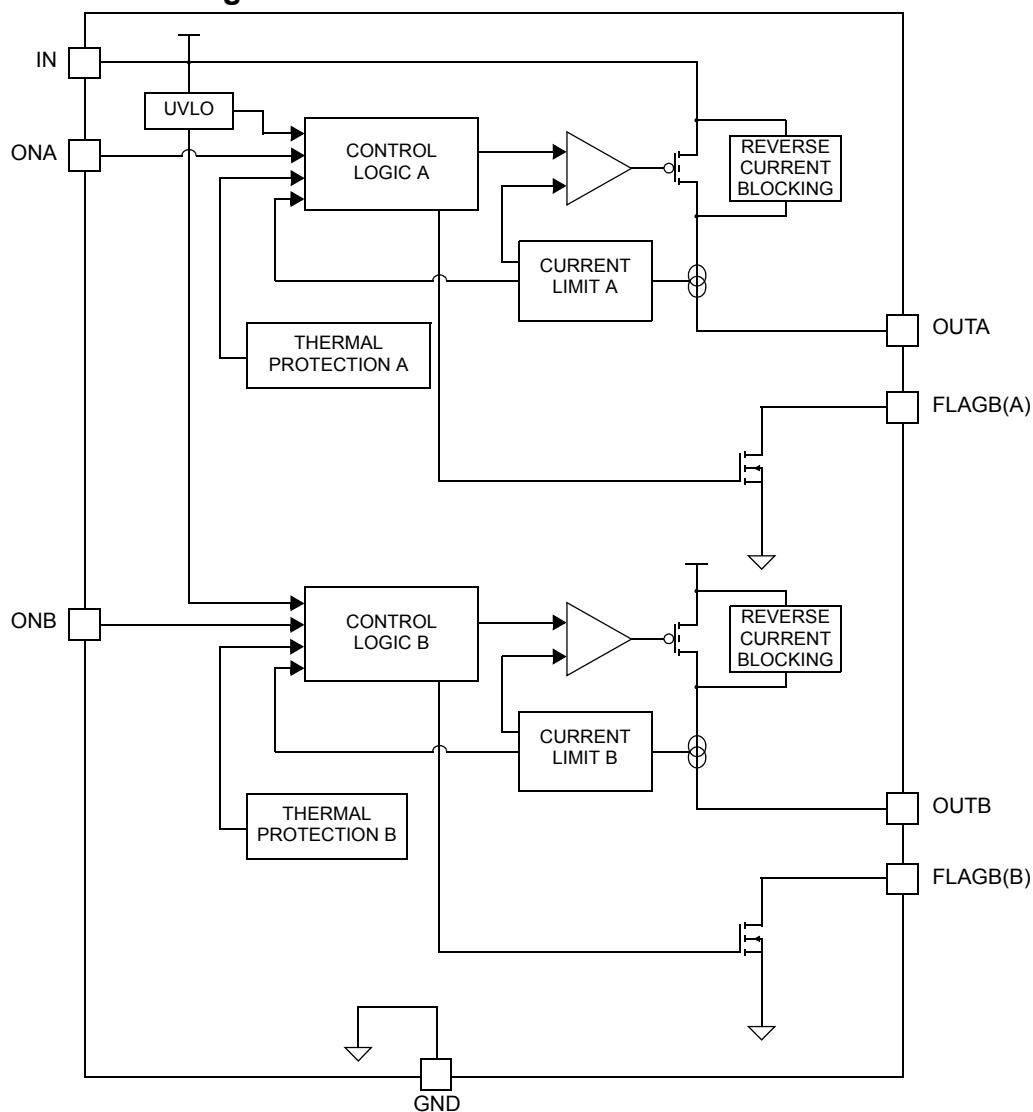 IN
UVLO
ONA
CONTROL
LOGIC A
REVERSE
CURRENT
BLOCKING
CURRENT
LIMIT A
THERMAL
PROTECTION A
OUTA
FLAGB(A)
ONB
CONTROL
LOGIC B
REVERSE
CURRENT
BLOCKING
CURRENT
LIMIT B
THERMAL
PROTECTION B
OUTB
FLAGB(B)
GND